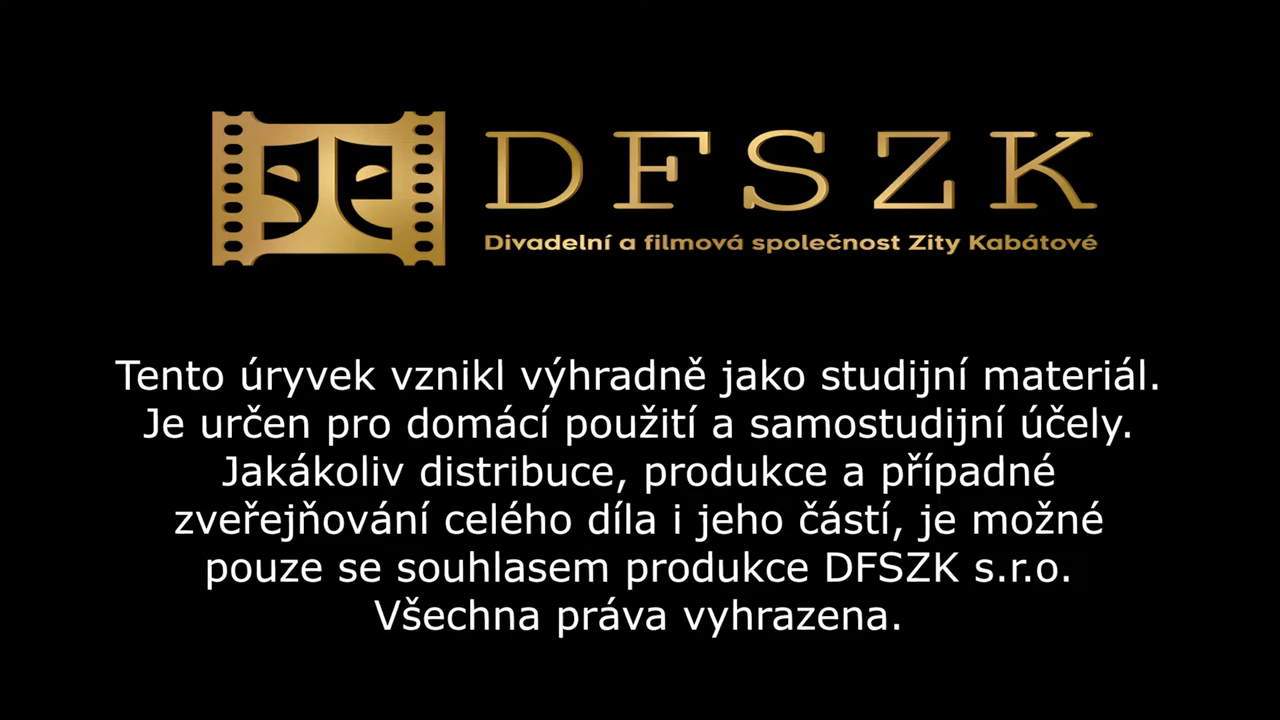 DFSZK
Divadelní a filmová společnost Zity Kabátové
Tento úryvek vznikl výhradně jako studijní materiál.
Je určen pro domácí použití a samostudijní účely.
Jakákoliv distribuce, produkce a případné
zveřejňování celého díla i jeho částí, je možné
pouze se souhlasem produkce DFSZK s.r.o.
Všechna práva vyhrazena.